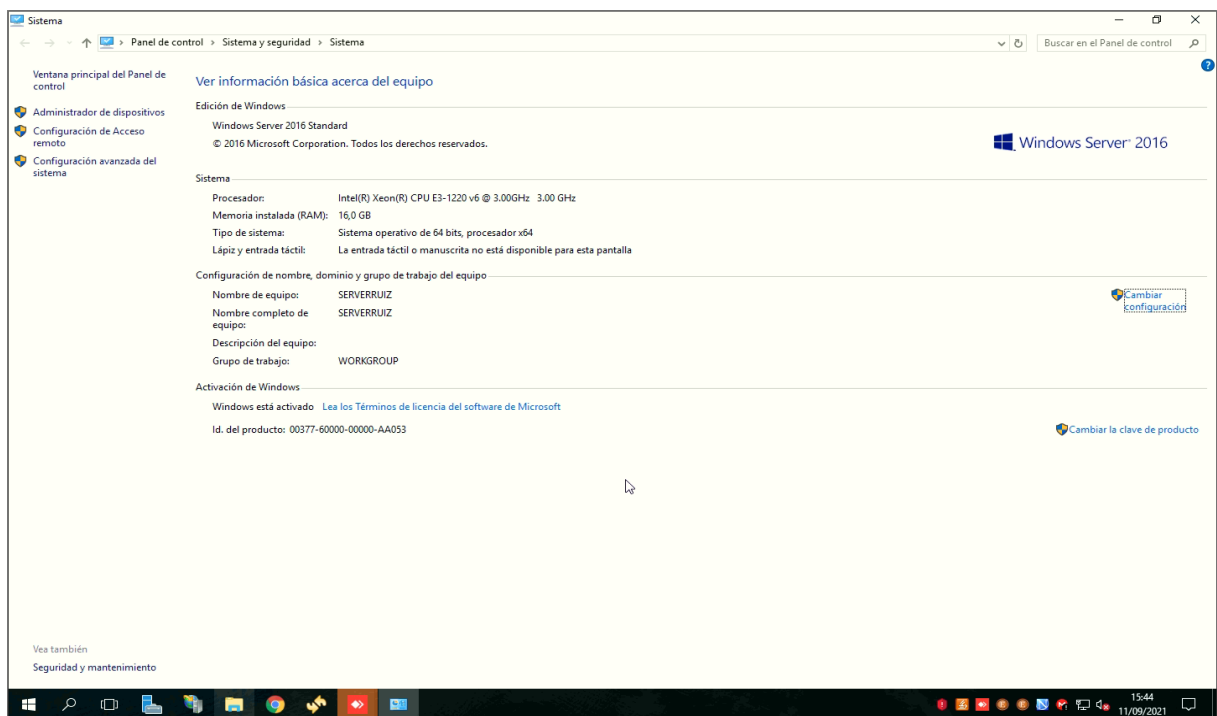 Sistema
Panel de control > Sistema y seguridad > Sistema
Buscar en el Panel de control
Ventana principal del Panel de
control
Administrador de dispositivos
Configuración de Acceso
remoto
Configuración avanzada del
sistema
Ver información básica acerca del equipo
Edición de Windows
Windows Server 2016 Standard
© 2016 Microsoft Corporation. Todos los derechos reservados.
Windows Server® 2016
Sistema
Procesador: Intel(R) Xeon(R) CPU E3-1220 v6 @ 3.00GHz 3.00 GHz
Memoria instalada (RAM): 16,0 GB
Tipo de sistema: Sistema operativo de 64 bits, procesador x64
Lápiz y entrada táctil: La entrada táctil o manuscrita no está disponible para esta pantalla
Configuración de nombre, dominio y grupo de trabajo del equipo
Nombre de equipo: SERVERRUIZ
Cambiar
configuración
Nombre completo de
equipo: SERVERRUIZ
Descripción del equipo:
Grupo de trabajo: WORKGROUP
Activación de Windows
Windows está activado Lea los Términos de licencia del software de Microsoft
Id. del producto: 00377-60000-00000-AA053
Cambiar la clave de producto
Vea también
Seguridad y mantenimiento
15:44
11/09/2021